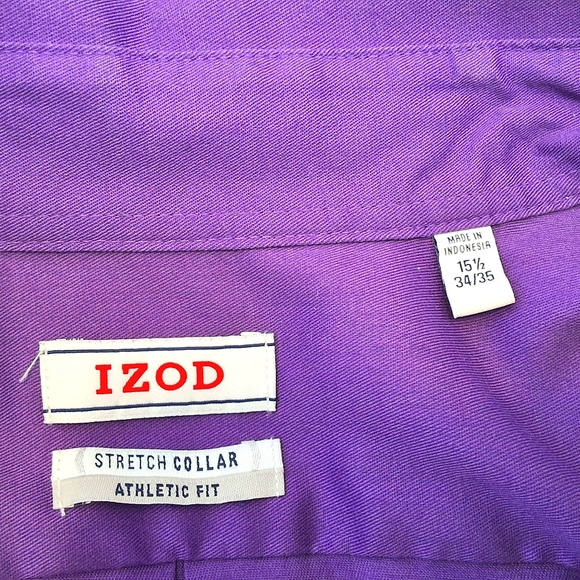 MADE IN
INDONESIA
15½
34/35
IZOD
STRETCH COLLAR
ATHLETIC FIT